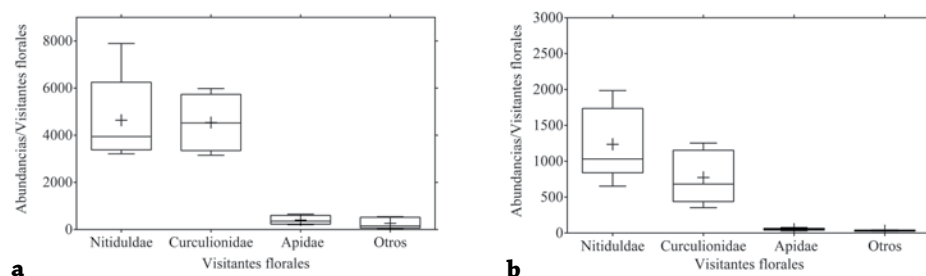 8000
6000
4000
2000
0
Abundancias/Visitantes florales
Nitiduldae Curculionidae Apidae Otros
Visitantes florales
a
3000
2500
2000
1500
1000
500
0
Abundancias/Visitantes florales
Nitiduldae Curculionidae Apidae Otros
Visitantes florales
b